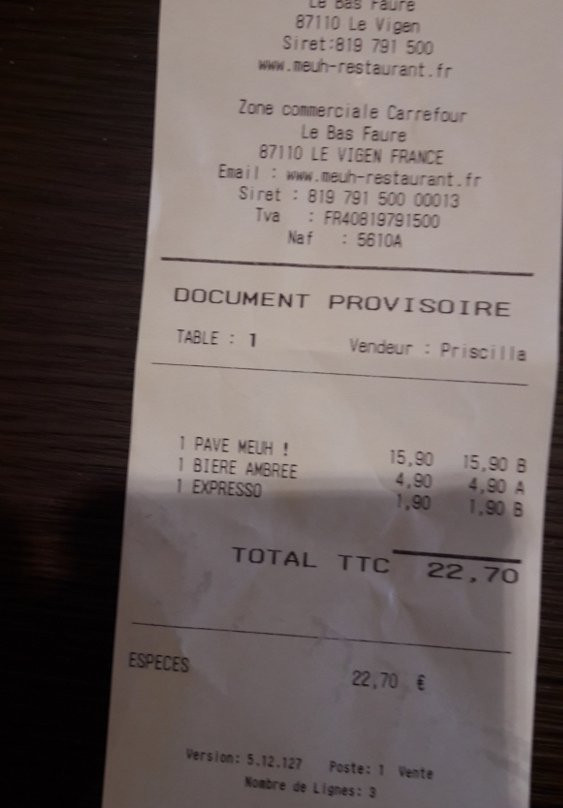 Le Bas Faure
87110 Le Vigen
Siret:819 791 500
www.meuh-restaurant.fr
Zone commerciale Carrefour
Le Bas Faure
87110 LE VIGEN FRANCE
Email : www.meuh-restaurant.fr
Siret : 819 791 500 00013
Tva : FR40819791500
Naf : 5610A
DOCUMENT PROVISOIRE
TABLE : 1 Vendeur : Priscilla
1 PAVE MEUH ! 15,90 15,90 B
1 BIERE AMBREE 4,90 4,90 A
1 EXPRESSO 1,90 1,90 B
TOTAL TTC 22,70
ESPECES 22,70 €
Version: 5.12.127 Poste: 1 Vente
Nombre de Lignes: 3